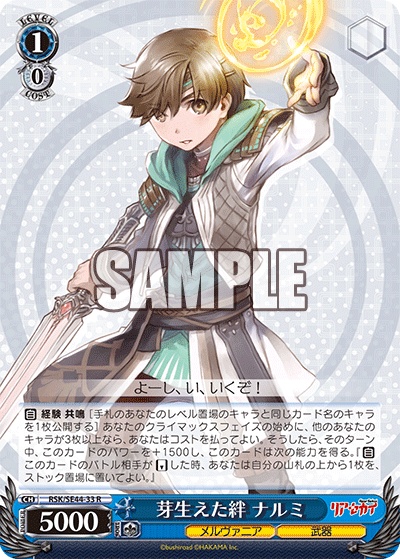 LEVEL
1
0
COST
SAMPLE
よーし、い、いくぞ！
自 経験 共鳴 [手札のあなたのレベル置場のキャラと同じカード名のキャラ
を1枚公開する] あなたのクライマックスフェイズの始めに、他のあなたの
キャラが3枚以上なら、あなたはコストを払ってよい。そうしたら、そのターン
中、このカードのパワーを＋1500し、このカードは次の能力を得る。『自
このカードのバトル相手が した時、あなたは自分の山札の上から1枚を、
ストック置場に置いてよい。』
CH RSK/SE44-33 R
POWER
5000
芽生えた絆 ナルミ
リアセカイ
メルヴァニア
武器
©bushiroad ©HAKAMA Inc.